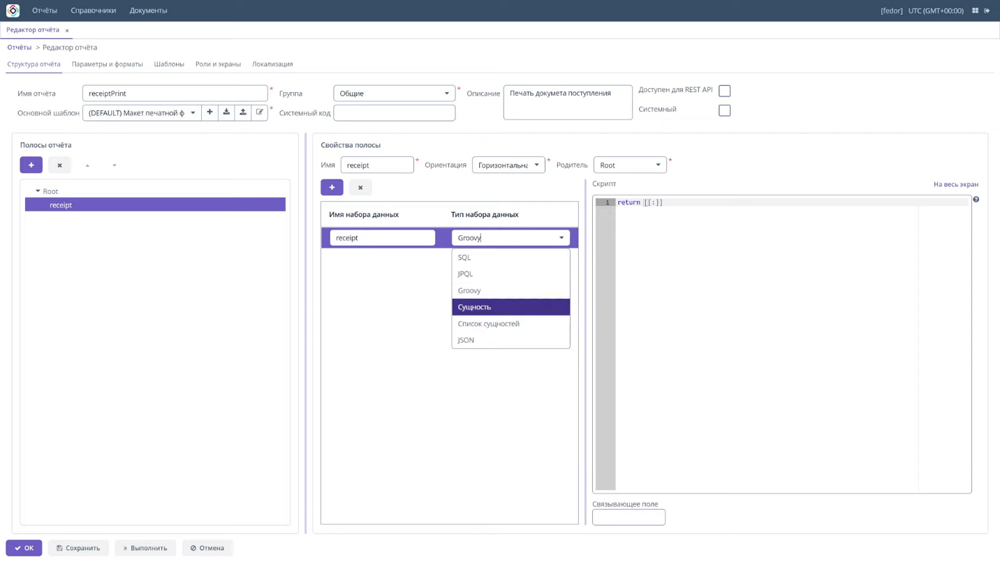 Отчёты Справочники Документы [fedor] UTC (GMT+00:00)
Редактор отчёта ×
Отчёты > Редактор отчёта
Структура отчёта Параметры и форматы Шаблоны Роли и экраны Локализация
Имя отчёта receiptPrint * Группа Общие * Описание Печать докумета поступления Доступен для REST API
Основной шаблон (DEFAULT) Макет печатной ф * Системный код Системный
Полосы отчёта
Свойства полосы
Имя receipt * Ориентация Горизонтальна * Родитель Root *
Скрипт На весь экран
Root
receipt
Имя набора данных Тип набора данных
receipt Groovy
SQL
JPQL
Groovy
Сущность
Список сущностей
JSON
1 return [[:]]
Связывающее поле
OK Сохранить Выполнить Отмена